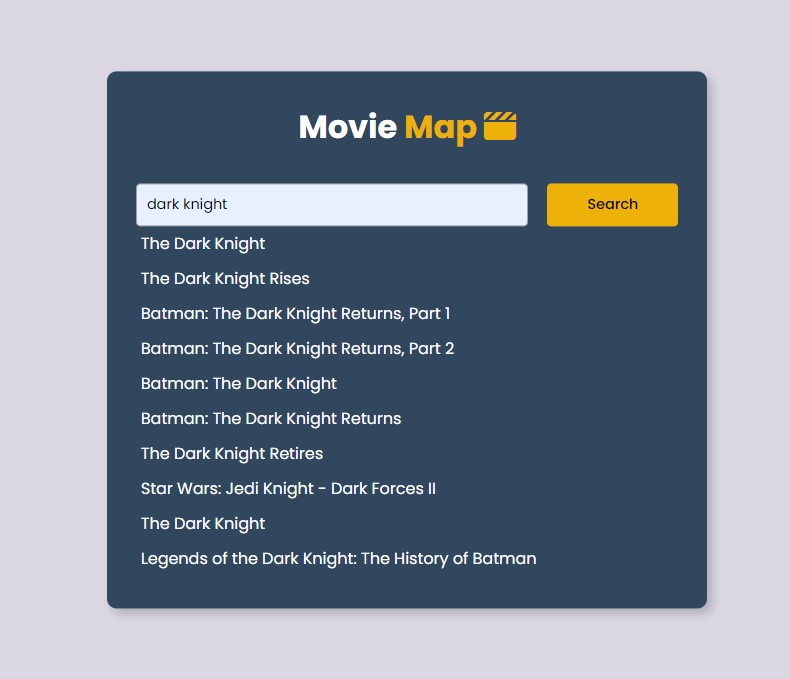 Movie Map
dark knight
Search
The Dark Knight
The Dark Knight Rises
Batman: The Dark Knight Returns, Part 1
Batman: The Dark Knight Returns, Part 2
Batman: The Dark Knight
Batman: The Dark Knight Returns
The Dark Knight Retires
Star Wars: Jedi Knight - Dark Forces II
The Dark Knight
Legends of the Dark Knight: The History of Batman